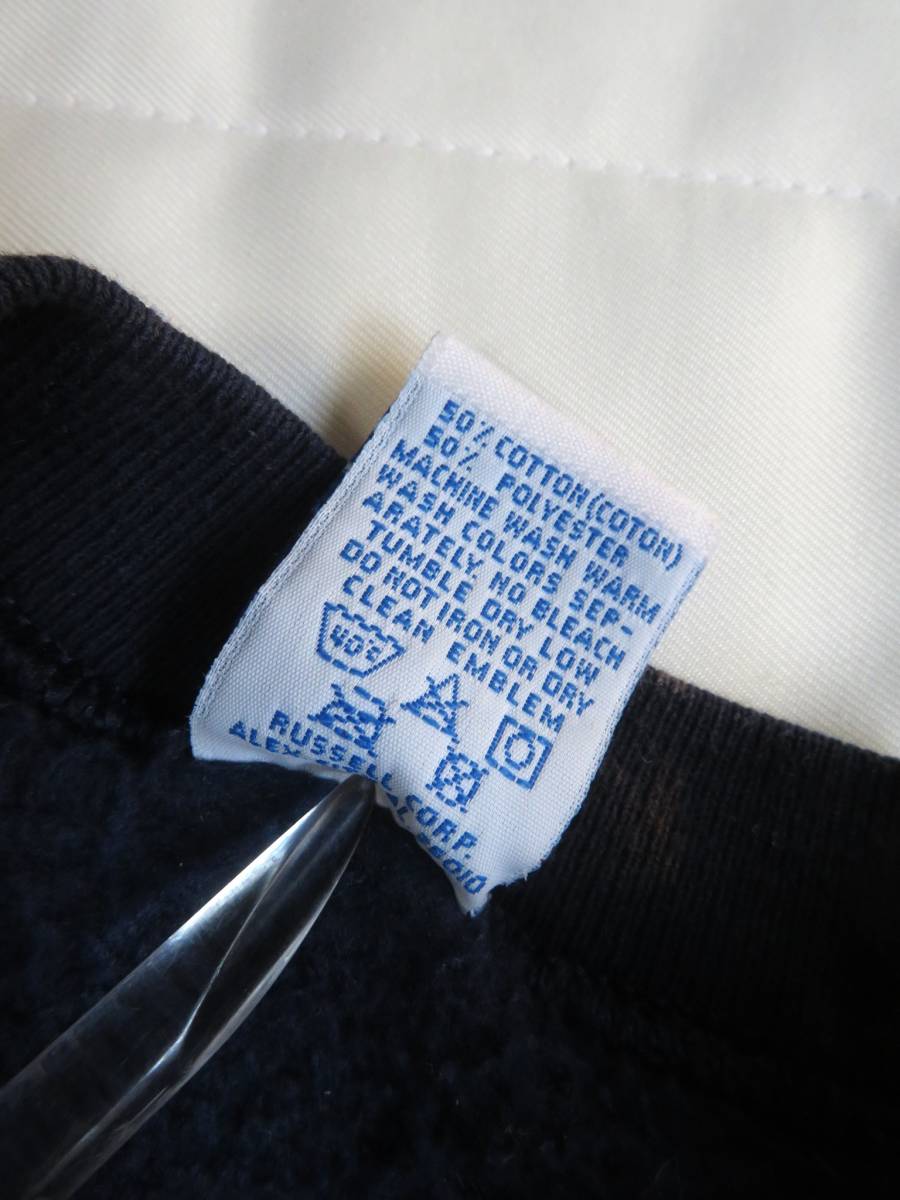 50% COTTON (COTON)
50% POLYESTER
MACHINE WASH WARM
WASH COLORS SEP-
ARATELY, NO BLEACH
TUMBLE DRY LOW
DO NOT IRON OR DRY
CLEAN EMBLEM
40°C
RUSSELL CORP.
AL